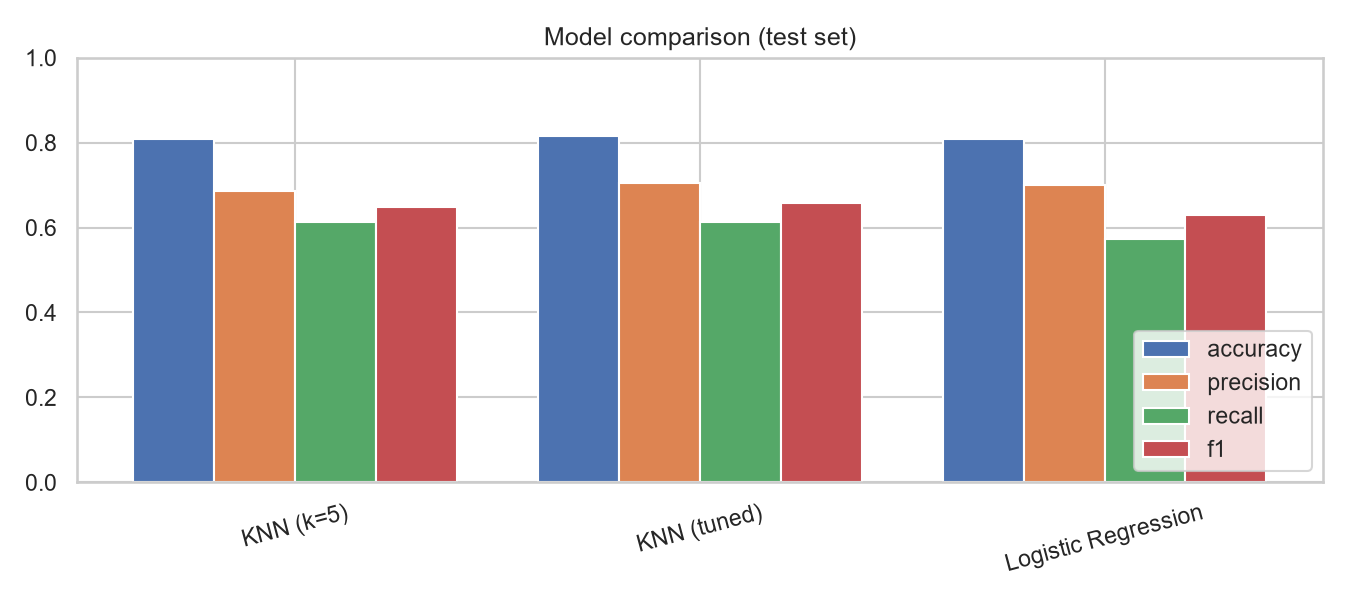 Model comparison (test set)
1.0
0.8
0.6
0.4
0.2
0.0
accuracy
precision
recall
f1
KNN (k=5)
KNN (tuned)
Logistic Regression